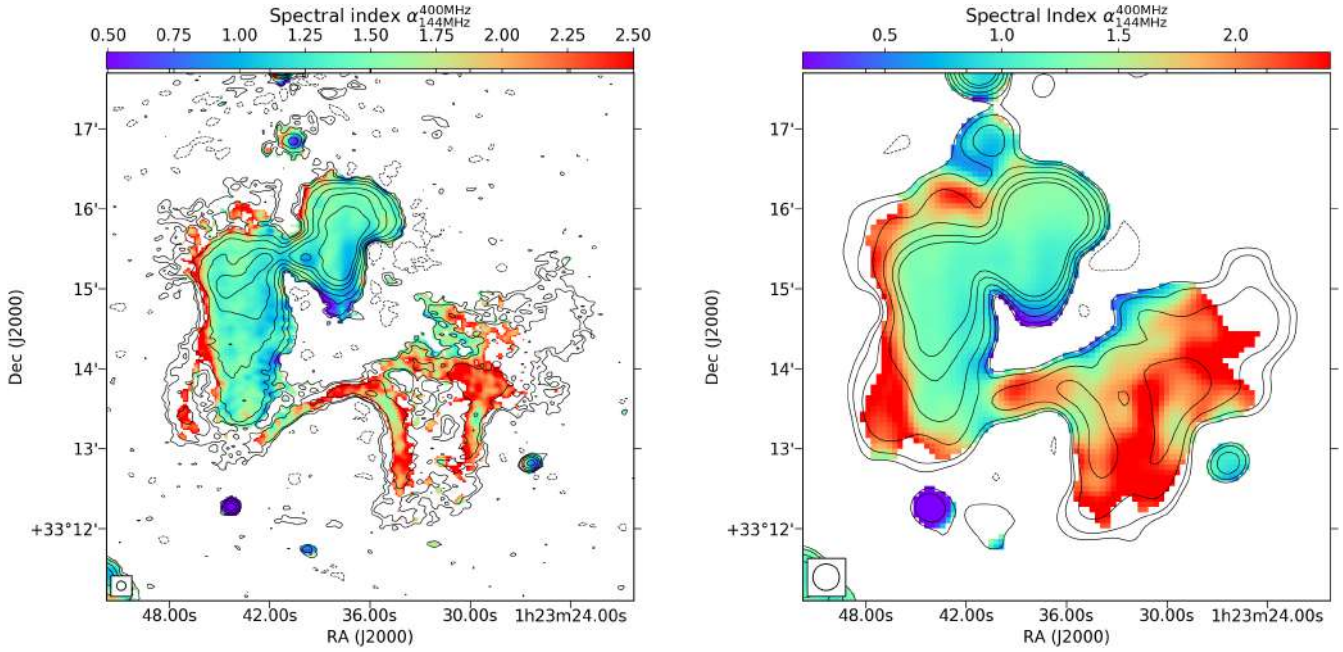 Spectral index α₁₄₄MHz⁴⁰⁰ᴹᴴᶻ
0.50 0.75 1.00 1.25 1.50 1.75 2.00 2.25 2.50
17'
16'
15'
14'
13'
+33°12'
Dec (J2000)
48.00s 42.00s 36.00s 30.00s 1h23m24.00s
RA (J2000)
Spectral Index α₁₄₄MHz⁴⁰⁰ᴹᴴᶻ
0.5 1.0 1.5 2.0
17'
16'
15'
14'
13'
+33°12'
Dec (J2000)
48.00s 42.00s 36.00s 30.00s 1h23m24.00s
RA (J2000)